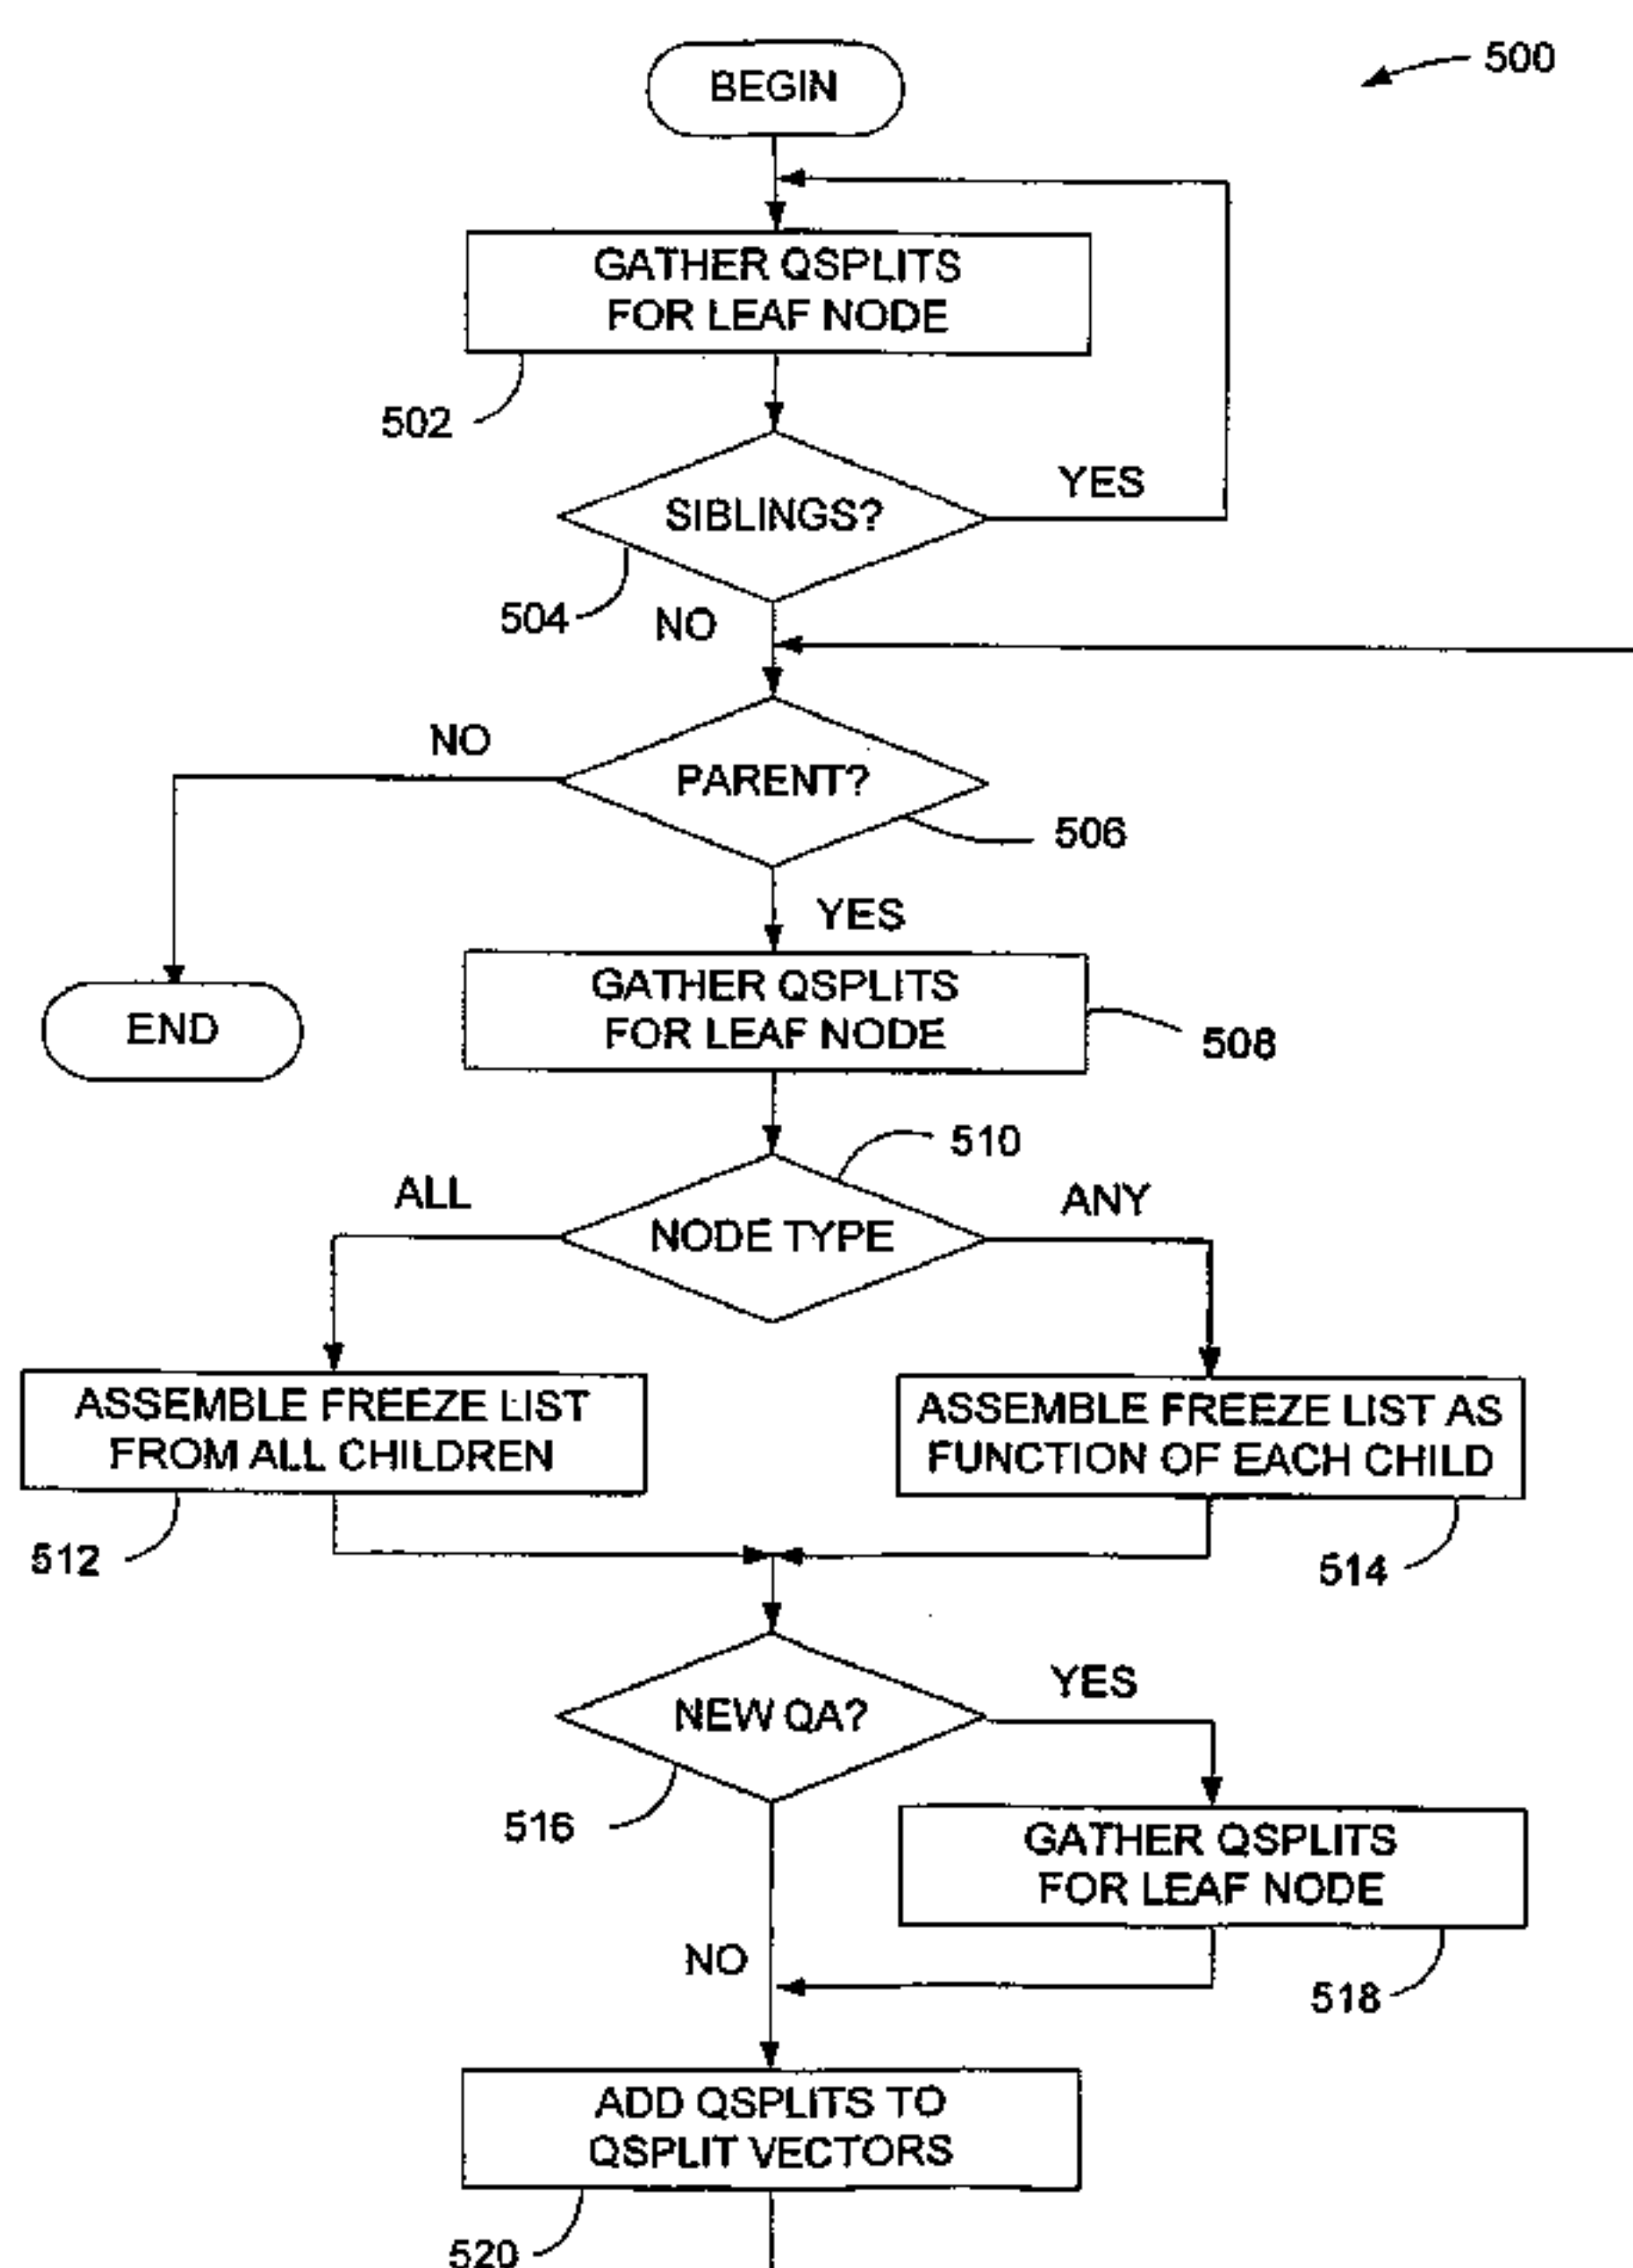 BEGIN
500
GATHER QSPLITS
FOR LEAF NODE
502
SIBLINGS?
YES
504
NO
PARENT?
NO
506
YES
END
GATHER QSPLITS
FOR LEAF NODE
508
510
NODE TYPE
ALL
ANY
ASSEMBLE FREEZE LIST
FROM ALL CHILDREN
512
ASSEMBLE FREEZE LIST AS
FUNCTION OF EACH CHILD
514
NEW QA?
YES
516
GATHER QSPLITS
FOR LEAF NODE
518
NO
ADD QSPLITS TO
QSPLIT VECTORS
520